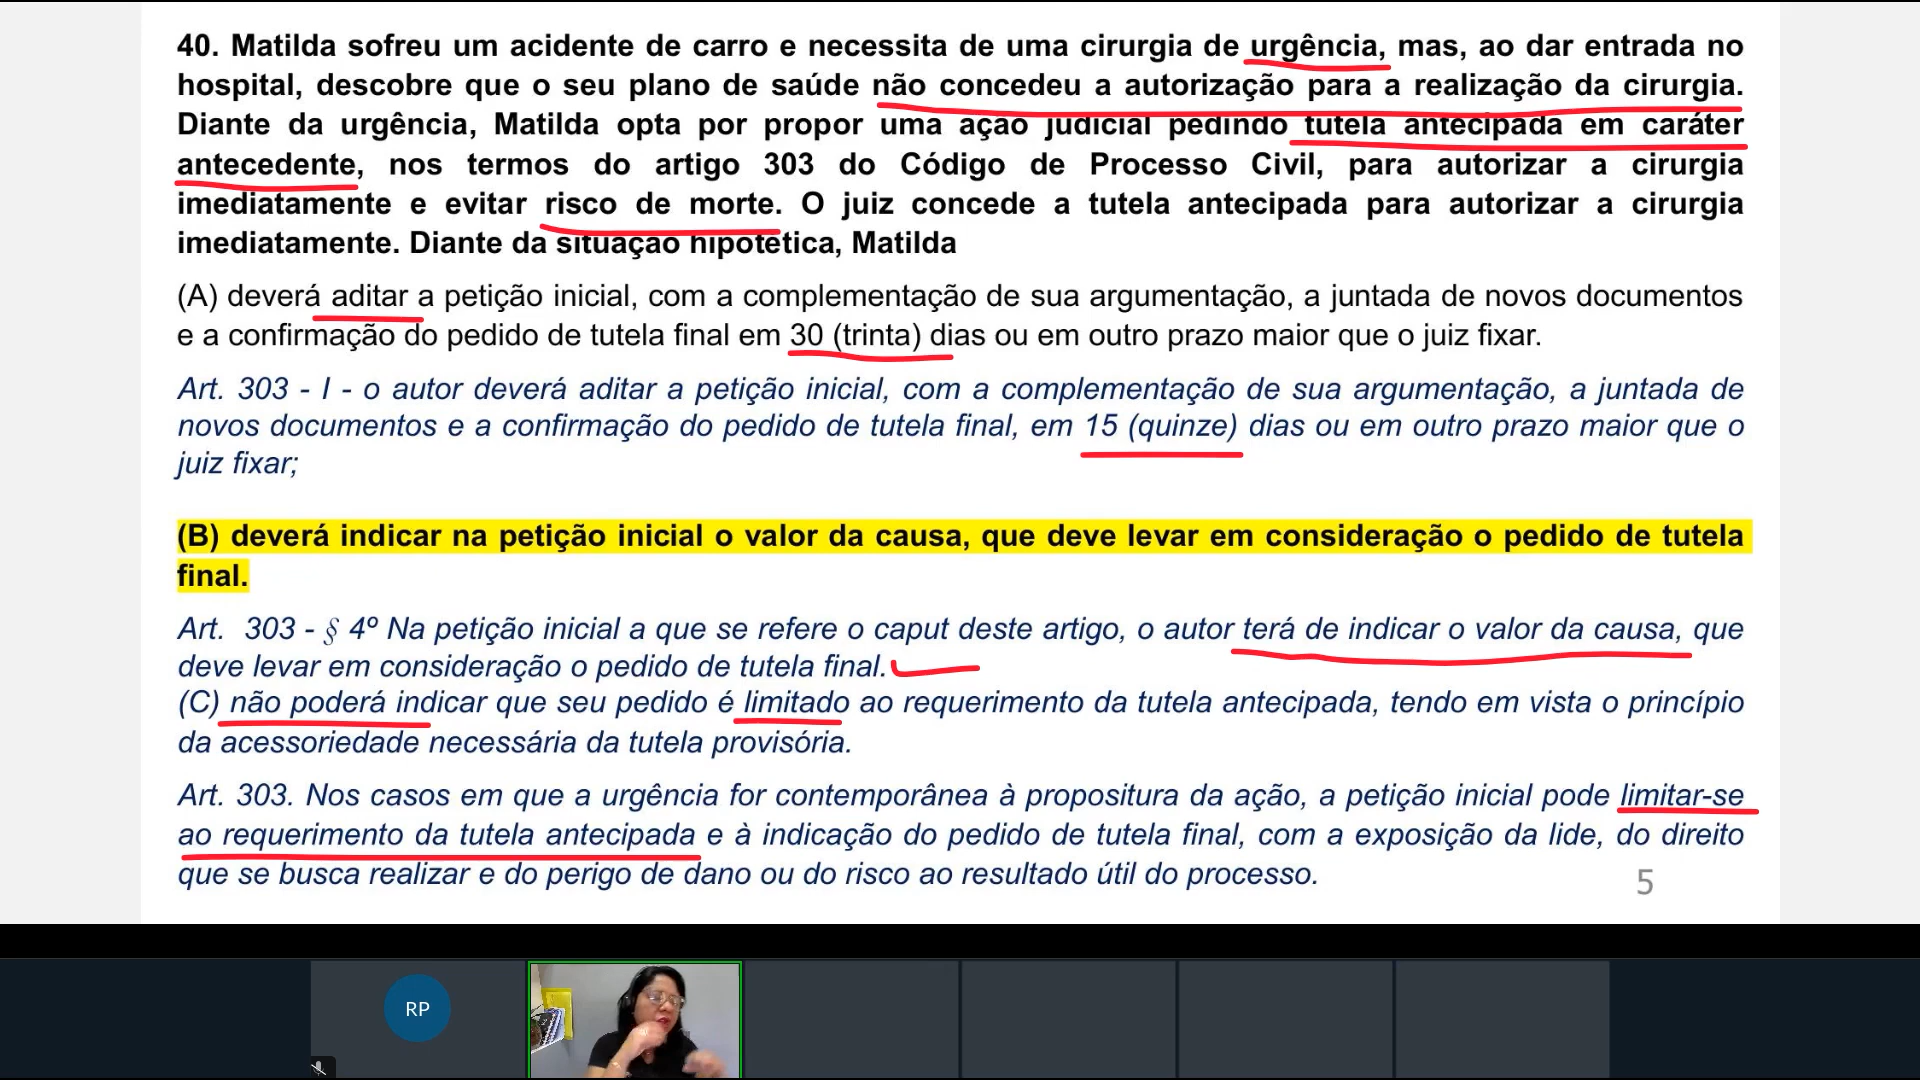 40. Matilda sofreu um acidente de carro e necessita de uma cirurgia de urgência, mas, ao dar entrada no
hospital, descobre que o seu plano de saúde não concedeu a autorização para a realização da cirurgia.
Diante da urgência, Matilda opta por propor uma ação judicial pedindo tutela antecipada em caráter
antecedente, nos termos do artigo 303 do Código de Processo Civil, para autorizar a cirurgia
imediatamente e evitar risco de morte. O juiz concede a tutela antecipada para autorizar a cirurgia
imediatamente. Diante da situação hipotética, Matilda
(A) deverá aditar a petição inicial, com a complementação de sua argumentação, a juntada de novos documentos
e a confirmação do pedido de tutela final em 30 (trinta) dias ou em outro prazo maior que o juiz fixar.
Art. 303 - I - o autor deverá aditar a petição inicial, com a complementação de sua argumentação, a juntada de
novos documentos e a confirmação do pedido de tutela final, em 15 (quinze) dias ou em outro prazo maior que o
juiz fixar;
(B) deverá indicar na petição inicial o valor da causa, que deve levar em consideração o pedido de tutela
final.
Art. 303 - § 4º Na petição inicial a que se refere o caput deste artigo, o autor terá de indicar o valor da causa, que
deve levar em consideração o pedido de tutela final.
(C) não poderá indicar que seu pedido é limitado ao requerimento da tutela antecipada, tendo em vista o princípio
da acessoriedade necessária da tutela provisória.
Art. 303. Nos casos em que a urgência for contemporânea à propositura da ação, a petição inicial pode limitar-se
ao requerimento da tutela antecipada e à indicação do pedido de tutela final, com a exposição da lide, do direito
que se busca realizar e do perigo de dano ou do risco ao resultado útil do processo.
5
RP